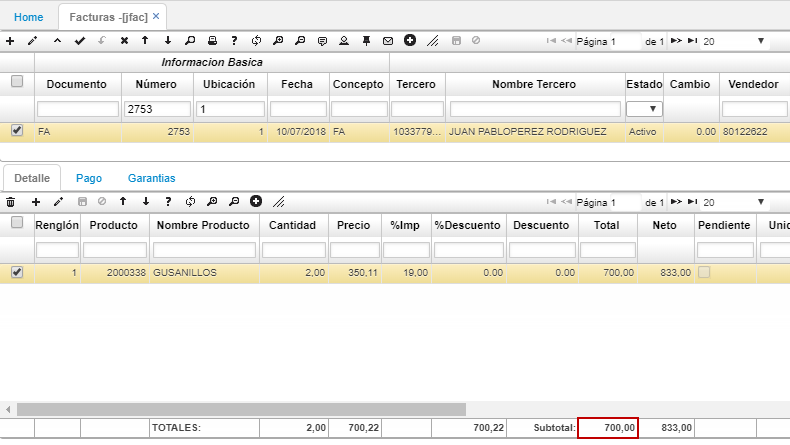 Home Facturas -[jfac] ×
Página 1 de 1 20
Informacion Basica
Documento Número Ubicación Fecha Concepto Tercero Nombre Tercero Estado Cambio Vendedor
2753 1
FA 2753 1 10/07/2018 FA 1033779... JUAN PABLOPEREZ RODRIGUEZ Activo 0.00 80122622
Detalle Pago Garantias
Página 1 de 1 20
Renglón Producto Nombre Producto Cantidad Precio %Imp %Descuento Descuento Total Neto Pendiente Unid
1 2000338 GUSANILLOS 2,00 350,11 19,00 0.00 0.00 700,00 833,00
TOTALES: 2,00 700,22 700,22 Subtotal: 700,00 833,00